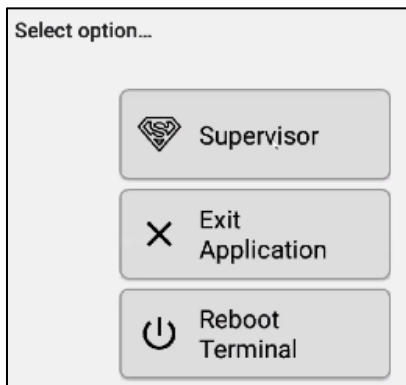 Select option...
Supervisor
Exit
Application
Reboot
Terminal